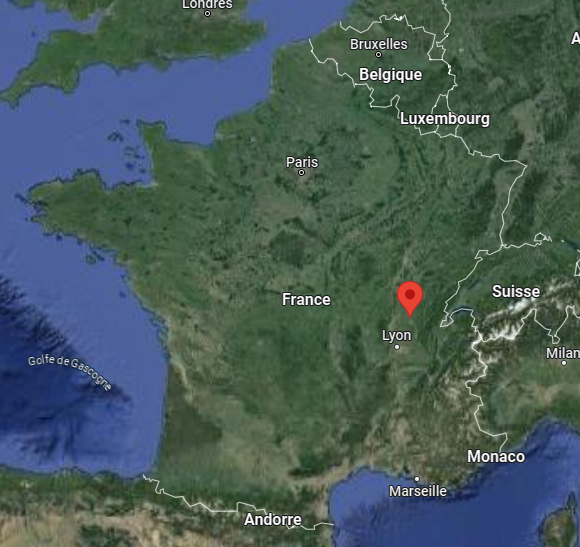 Londres
Bruxelles
Belgique
Luxembourg
Paris
France
Suisse
Lyon
Milan
Golfe de Gascogne
Monaco
Marseille
Andorre
A